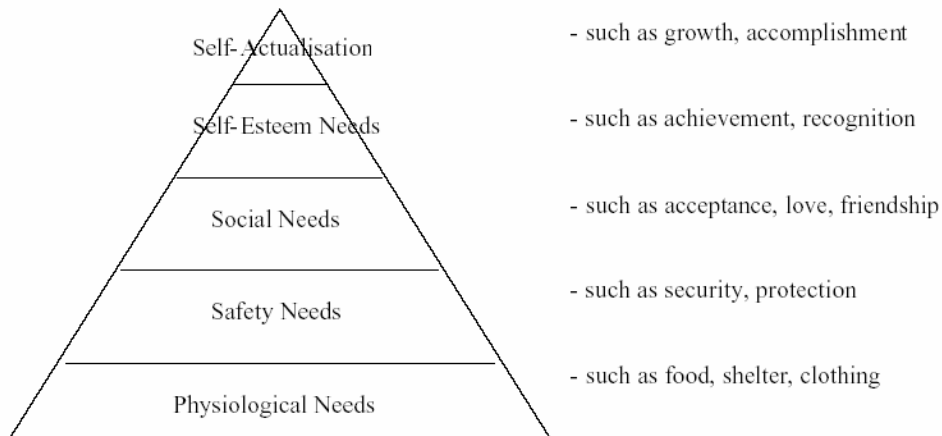 Self-Actualisation - such as growth, accomplishment
Self-Esteem Needs - such as achievement, recognition
Social Needs - such as acceptance, love, friendship
Safety Needs - such as security, protection
Physiological Needs - such as food, shelter, clothing